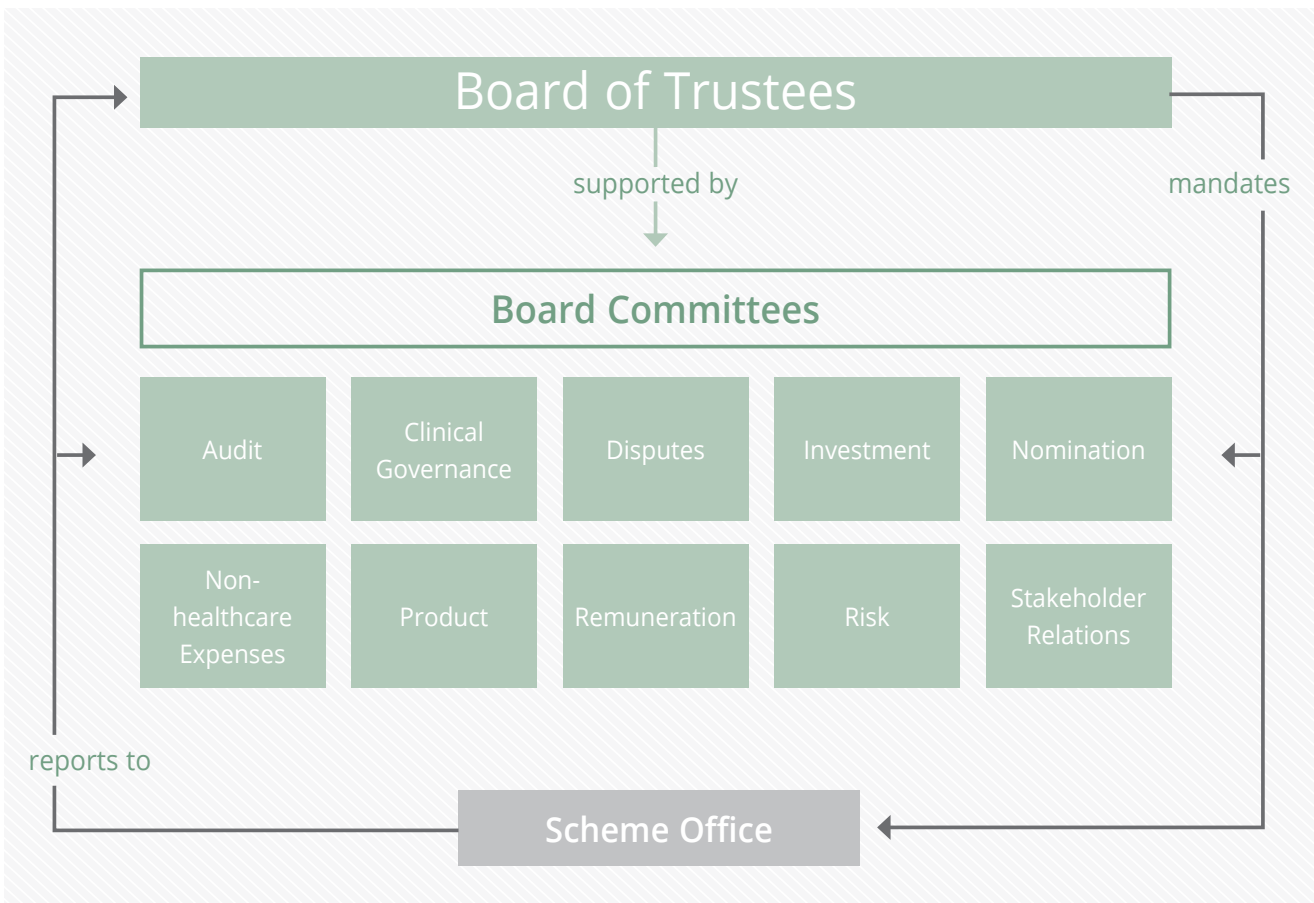 Board of Trustees
supported by
mandates
Board Committees
Audit
Clinical
Governance
Disputes
Investment
Nomination
Non-
healthcare
Expenses
Product
Remuneration
Risk
Stakeholder
Relations
reports to
Scheme Office